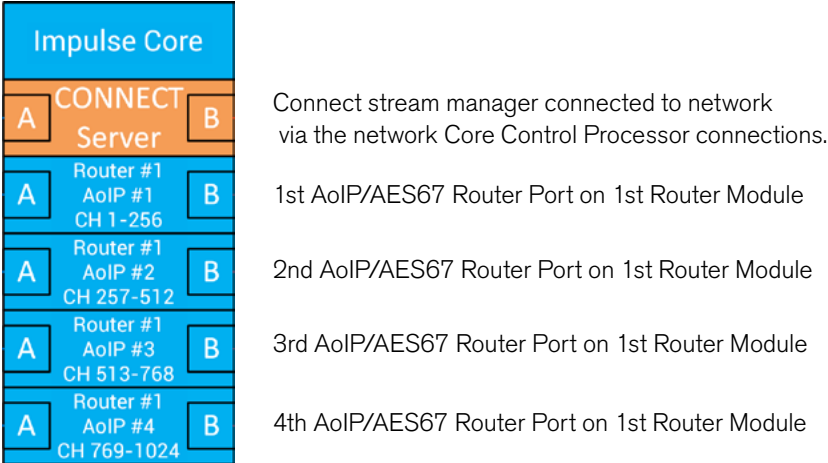 Impulse Core
CONNECT
A
B
Server
Connect stream manager connected to network
via the network Core Control Processor connections.
Router #1
A
AoIP #1
B
CH 1-256
1st AoIP/AES67 Router Port on 1st Router Module
Router #1
A
AoIP #2
B
CH 257-512
2nd AoIP/AES67 Router Port on 1st Router Module
Router #1
A
AoIP #3
B
CH 513-768
3rd AoIP/AES67 Router Port on 1st Router Module
Router #1
A
AoIP #4
B
CH 769-1024
4th AoIP/AES67 Router Port on 1st Router Module